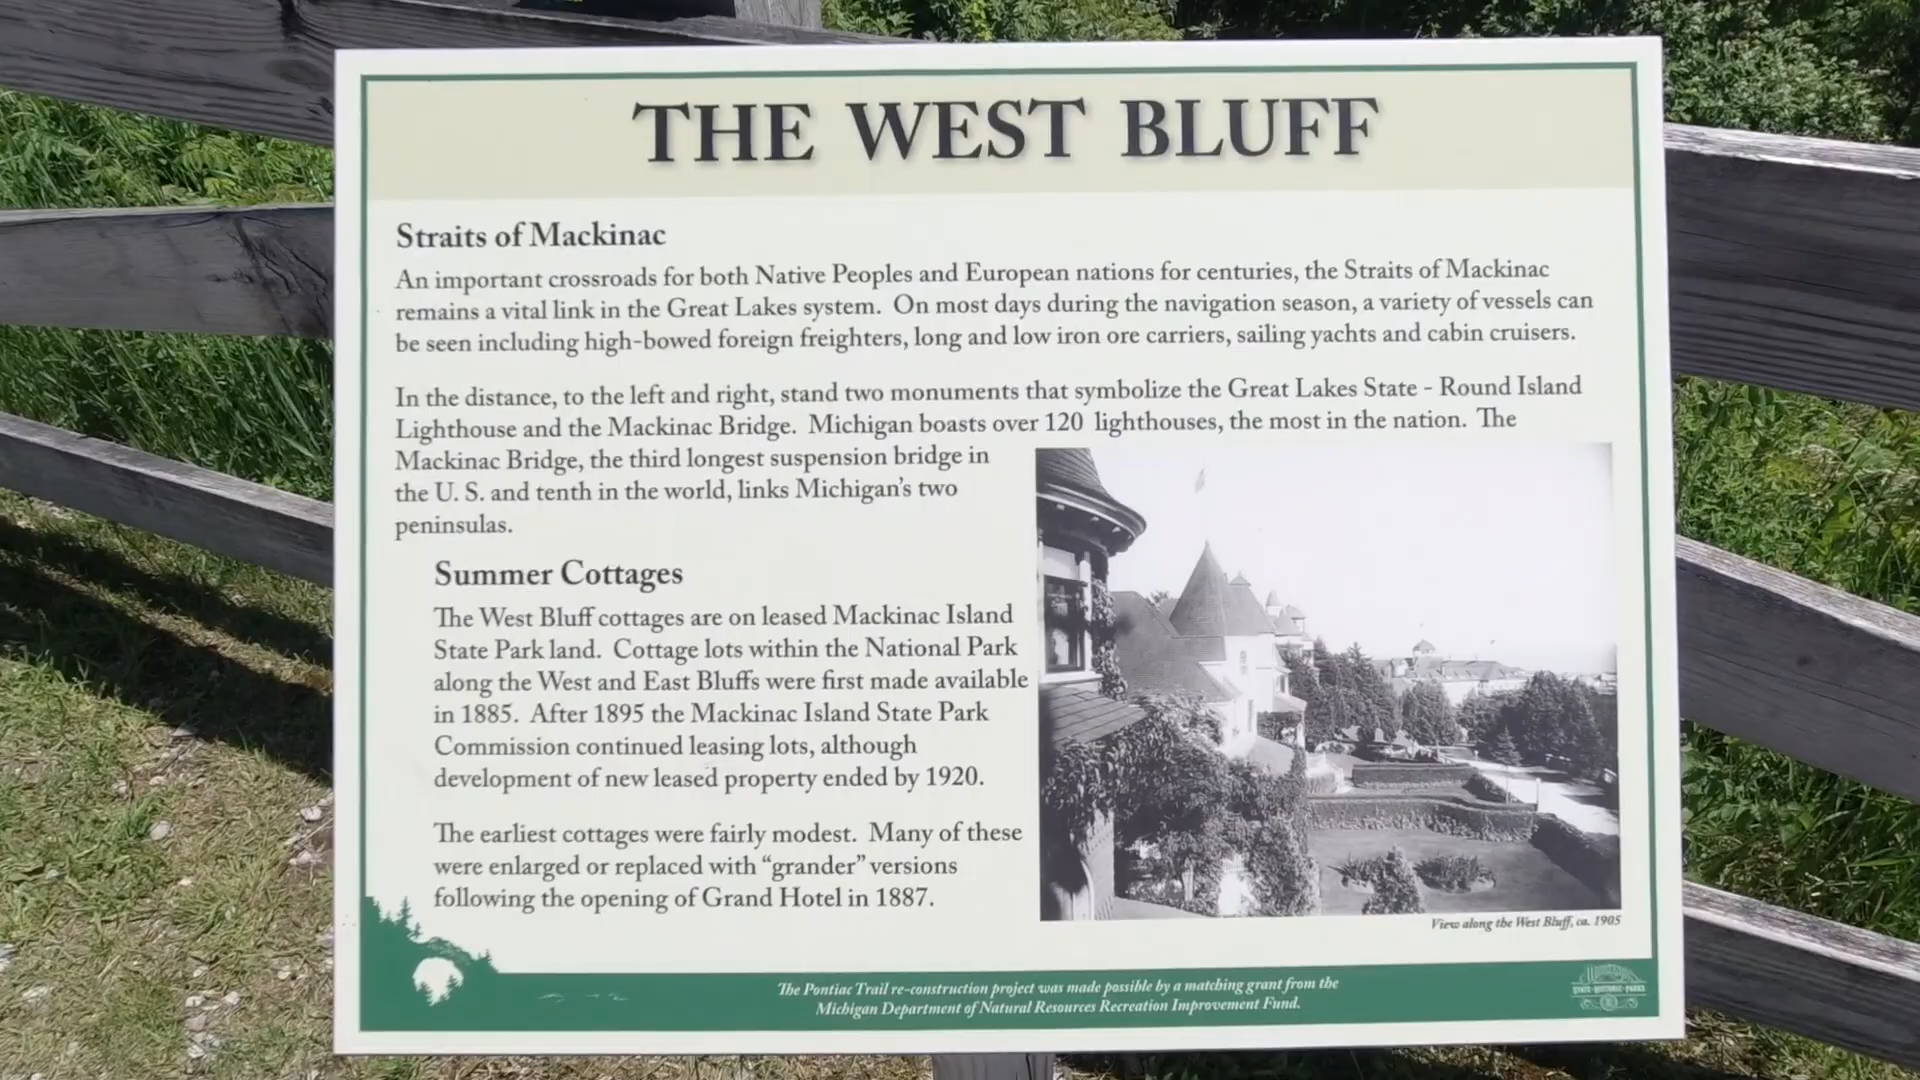 THE WEST BLUFF
Straits of Mackinac
An important crossroads for both Native Peoples and European nations for centuries, the Straits of Mackinac
remains a vital link in the Great Lakes system. On most days during the navigation season, a variety of vessels can
be seen including high-bowed foreign freighters, long and low iron ore carriers, sailing yachts and cabin cruisers.
In the distance, to the left and right, stand two monuments that symbolize the Great Lakes State - Round Island
Lighthouse and the Mackinac Bridge. Michigan boasts over 120 lighthouses, the most in the nation. The
Mackinac Bridge, the third longest suspension bridge in
the U. S. and tenth in the world, links Michigan's two
peninsulas.
Summer Cottages
The West Bluff cottages are on leased Mackinac Island
State Park land. Cottage lots within the National Park
along the West and East Bluffs were first made available
in 1885. After 1895 the Mackinac Island State Park
Commission continued leasing lots, although
development of new leased property ended by 1920.
The earliest cottages were fairly modest. Many of these
were enlarged or replaced with “grander” versions
following the opening of Grand Hotel in 1887.
View along the West Bluff, ca. 1905
The Pontiac Trail re-construction project was made possible by a matching grant from the
Michigan Department of Natural Resources Recreation Improvement Fund.
STATE HISTORIC PARKS